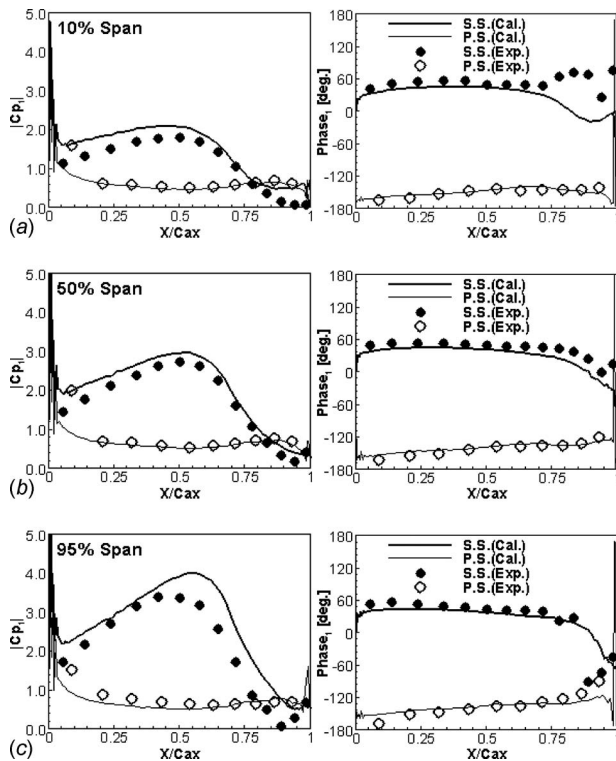 10% Span
|Cp₁|
5.0
4.0
3.0
2.0
1.0
0.0
0 0.25 0.5 0.75 1
X/Cax
S.S.(Cal.)
P.S.(Cal.)
S.S.(Exp.)
P.S.(Exp.)
Phase₁ [deg.]
180
120
60
0
-60
-120
-180
0 0.25 0.5 0.75 1
X/Cax
(a)
50% Span
|Cp₁|
5.0
4.0
3.0
2.0
1.0
0.0
0 0.25 0.5 0.75 1
X/Cax
S.S.(Cal.)
P.S.(Cal.)
S.S.(Exp.)
P.S.(Exp.)
Phase₁ [deg.]
180
120
60
0
-60
-120
-180
0 0.25 0.5 0.75 1
X/Cax
(b)
95% Span
|Cp₁|
5.0
4.0
3.0
2.0
1.0
0.0
0 0.25 0.5 0.75 1
X/Cax
S.S.(Cal.)
P.S.(Cal.)
S.S.(Exp.)
P.S.(Exp.)
Phase₁ [deg.]
180
120
60
0
-60
-120
-180
0 0.25 0.5 0.75 1
X/Cax
(c)